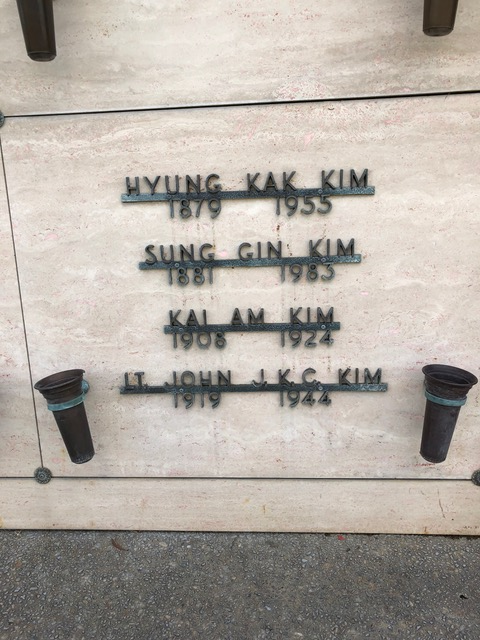 HYUNG KAK KIM
1879 1955
SUNG GIN KIM
1881 1983
KAI AM KIM
1908 1924
LT. JOHN J.K.C. KIM
1919 1944